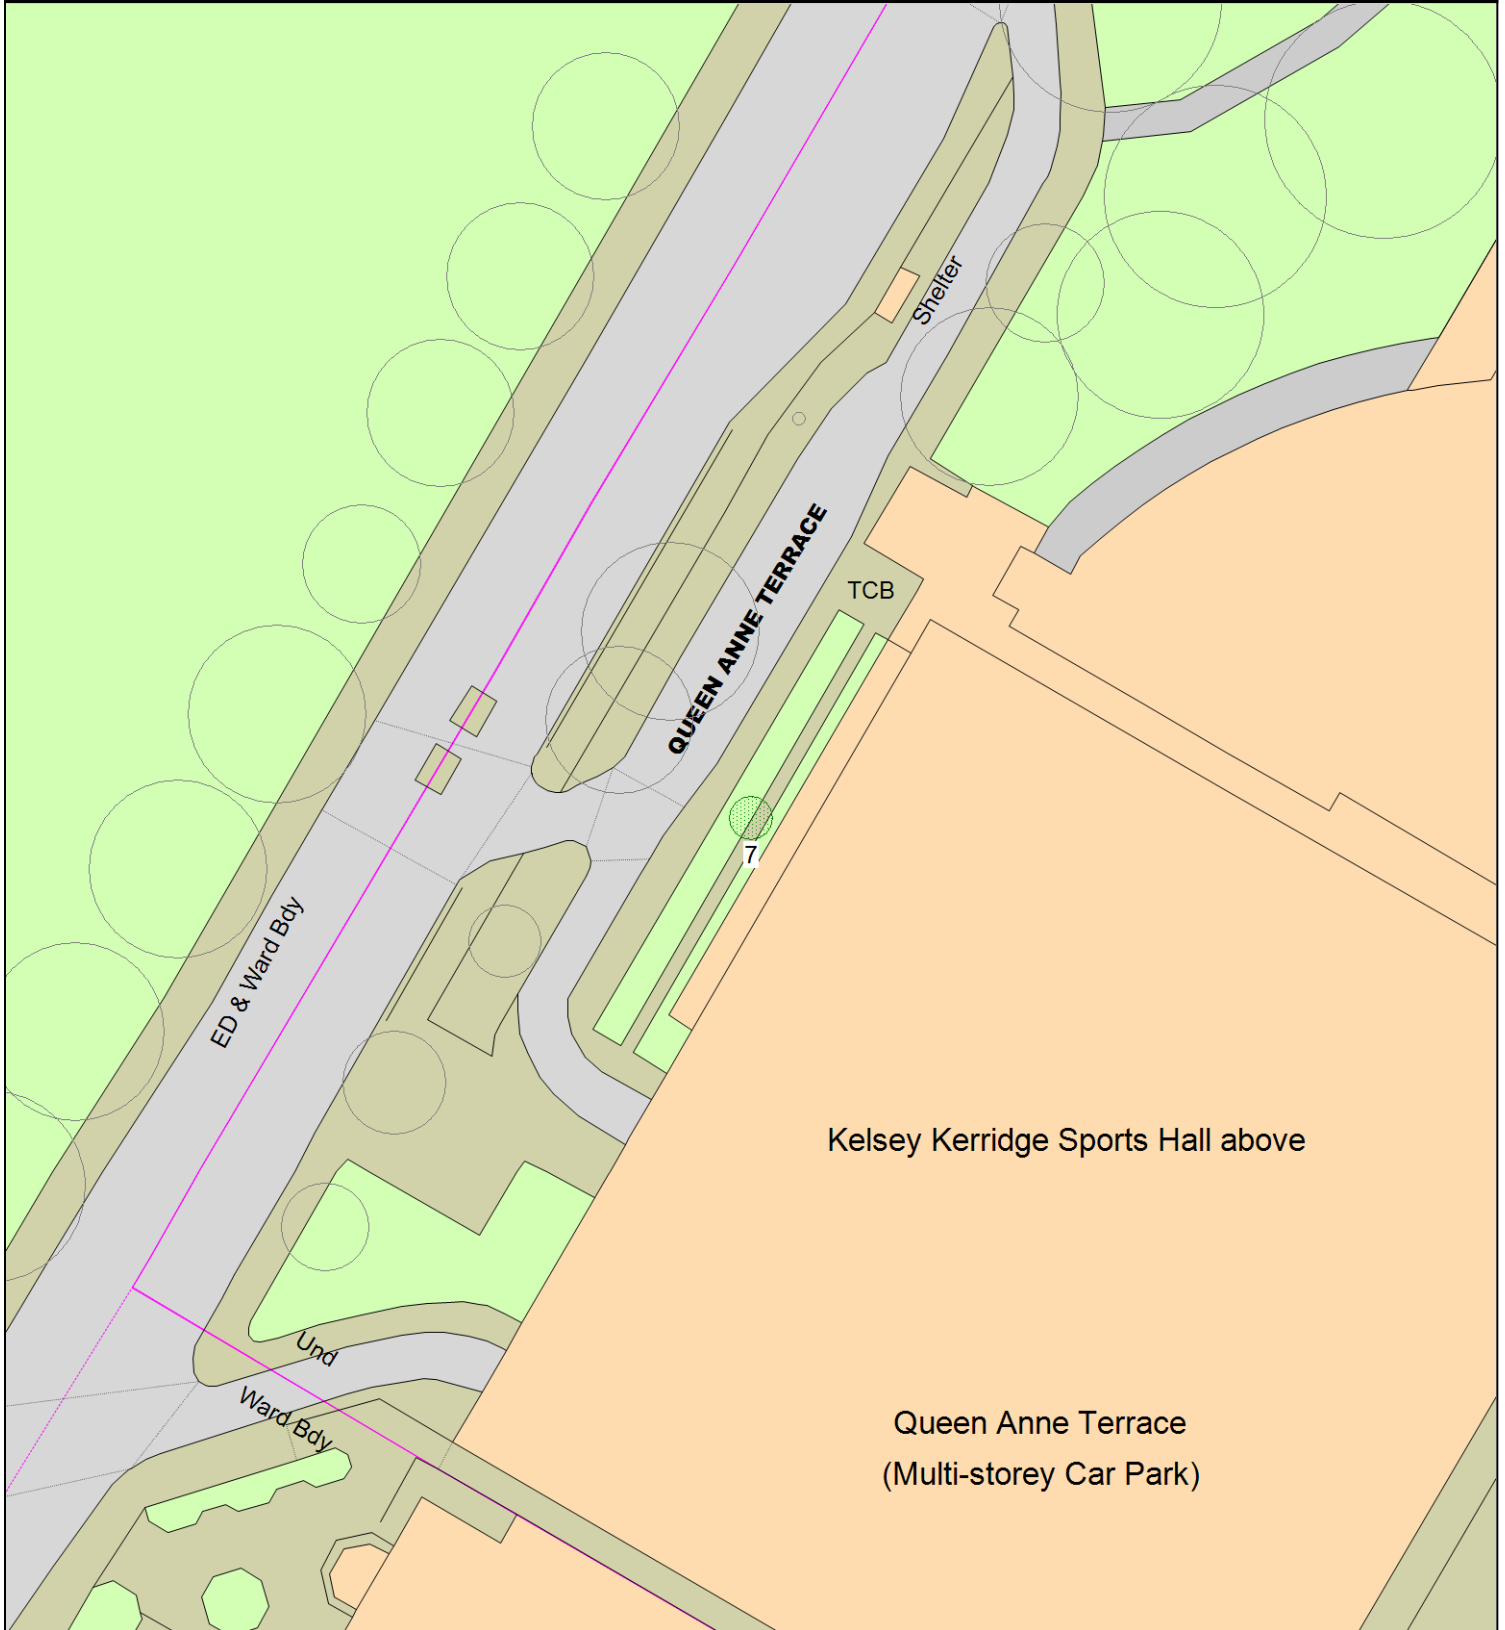 Shelter
QUEEN ANNE TERRACE
TCB
7
ED & Ward Bdy
Kelsey Kerridge Sports Hall above
Und
Ward Bdy
Queen Anne Terrace
(Multi-storey Car Park)